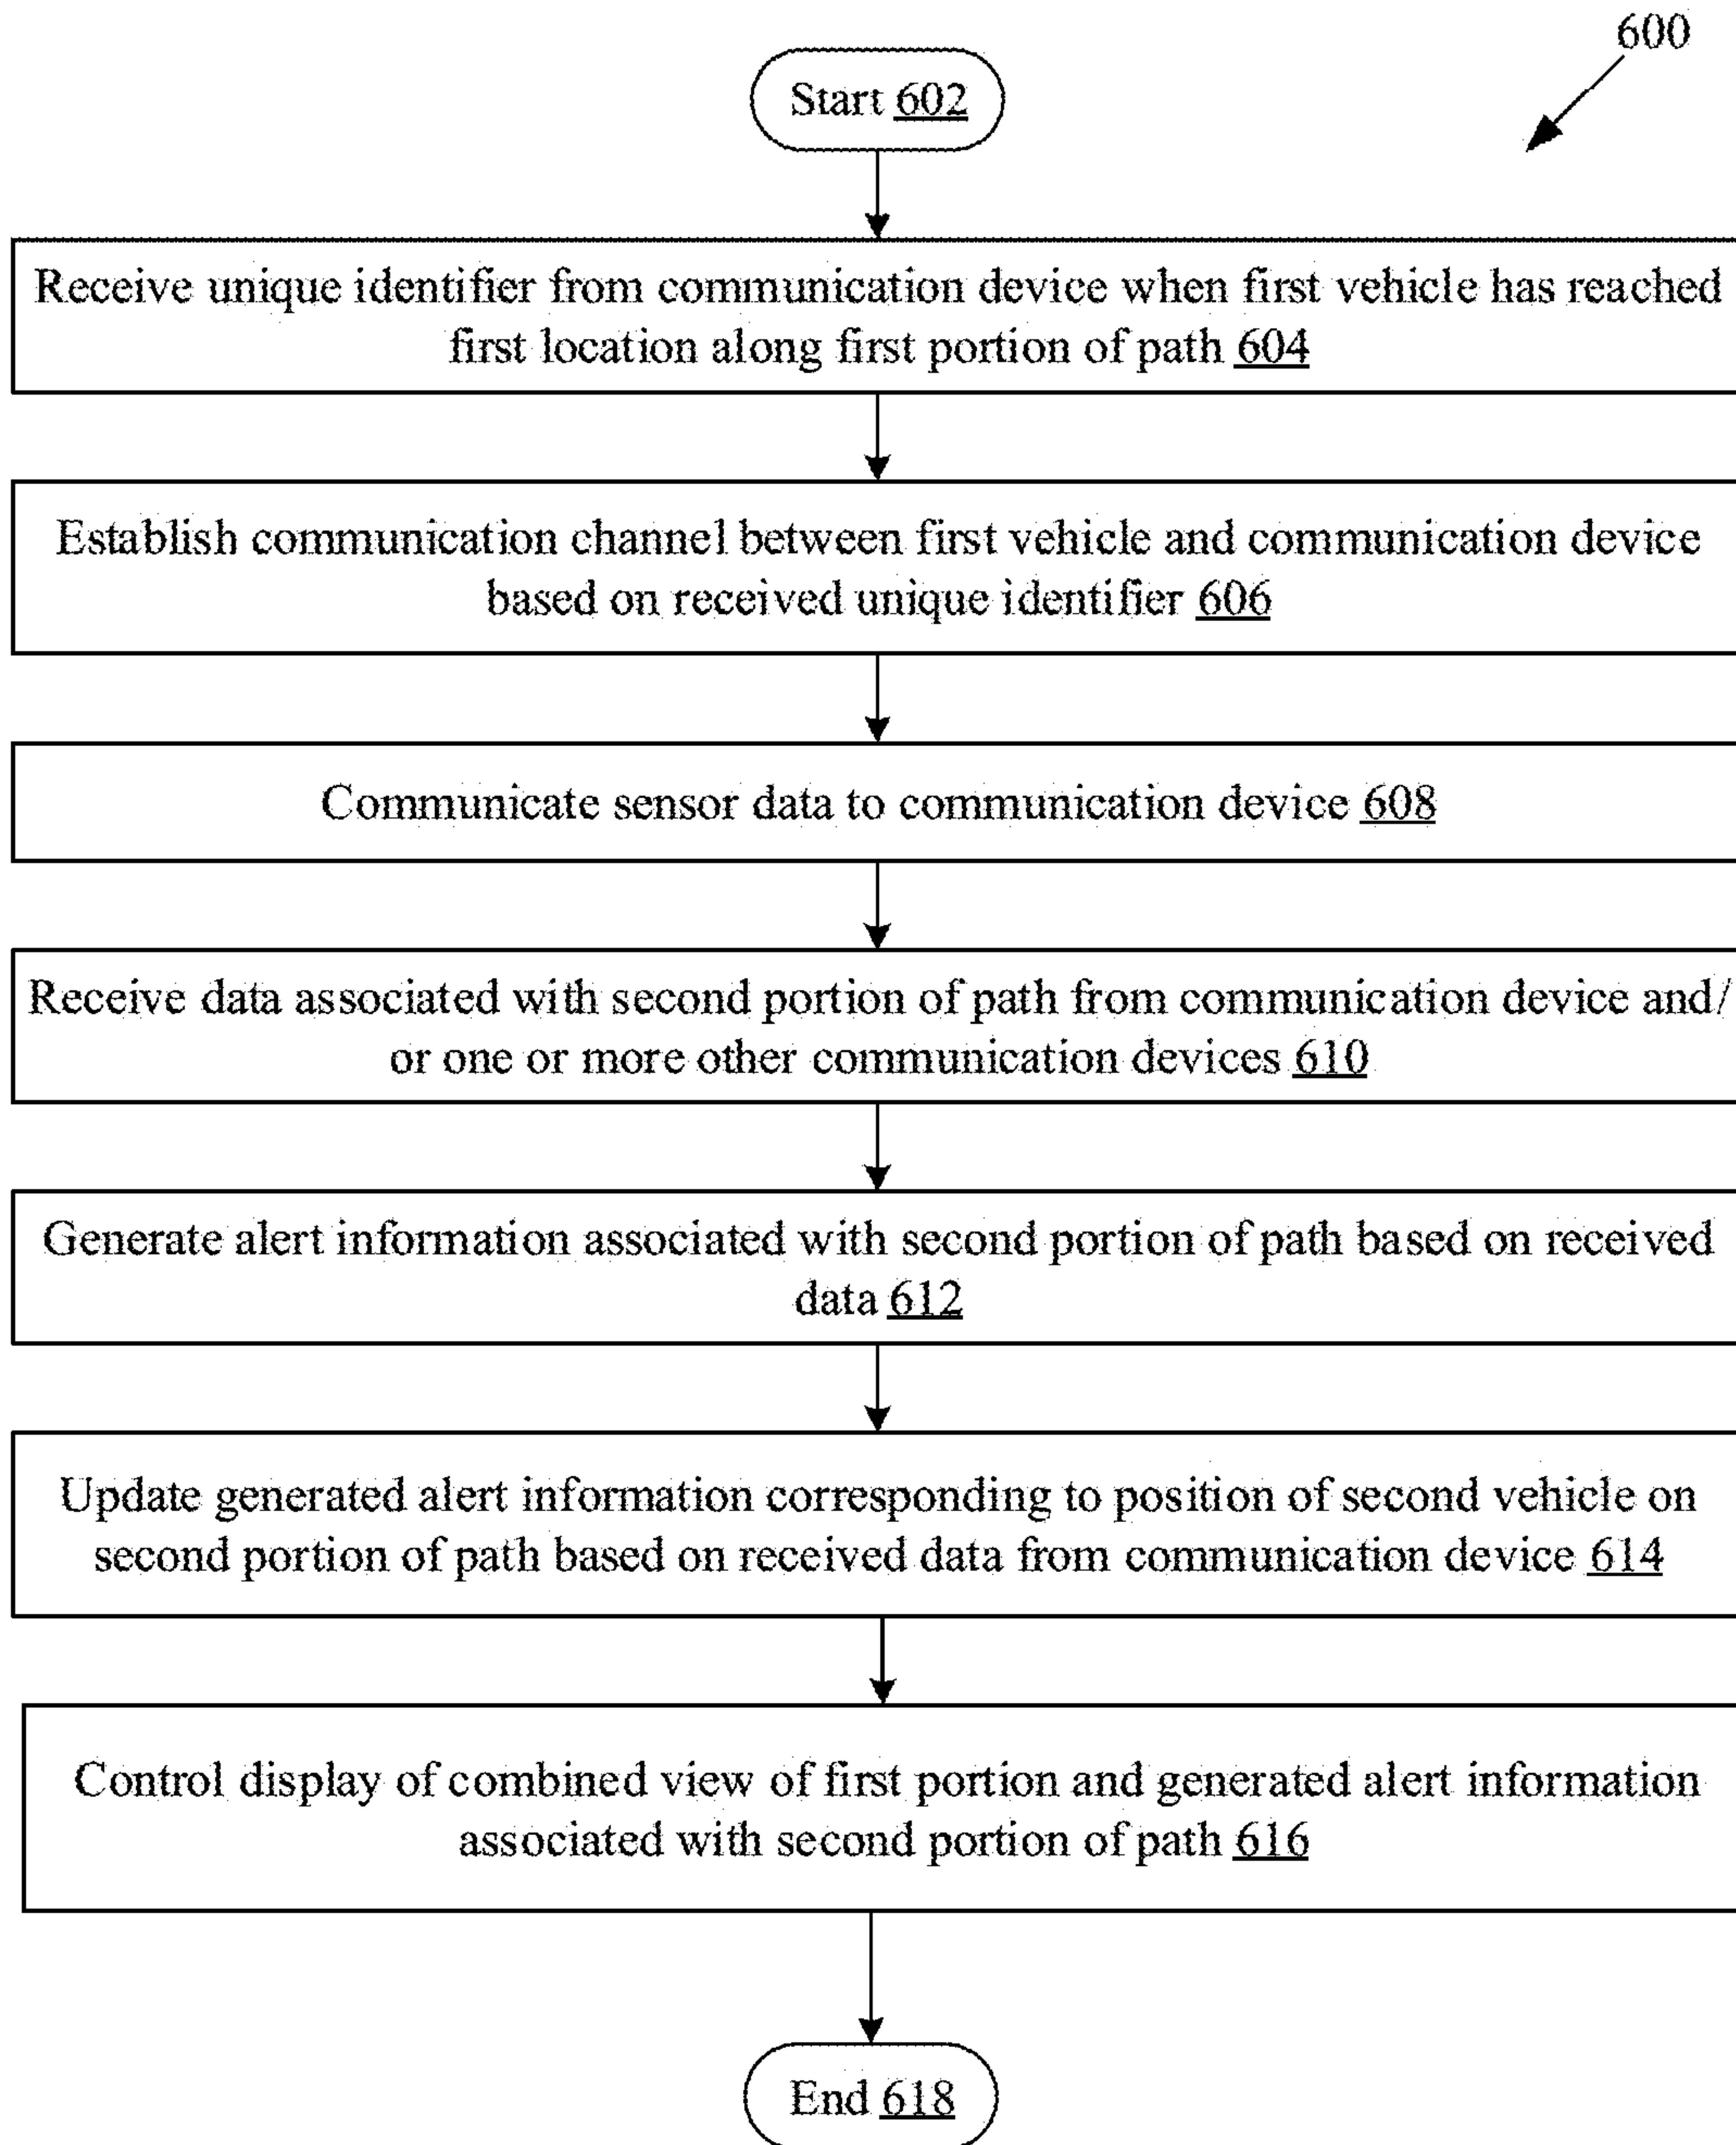 600
Start 602
Receive unique identifier from communication device when first vehicle has reached
first location along first portion of path 604
Establish communication channel between first vehicle and communication device
based on received unique identifier 606
Communicate sensor data to communication device 608
Receive data associated with second portion of path from communication device and/
or one or more other communication devices 610
Generate alert information associated with second portion of path based on received
data 612
Update generated alert information corresponding to position of second vehicle on
second portion of path based on received data from communication device 614
Control display of combined view of first portion and generated alert information
associated with second portion of path 616
End 618